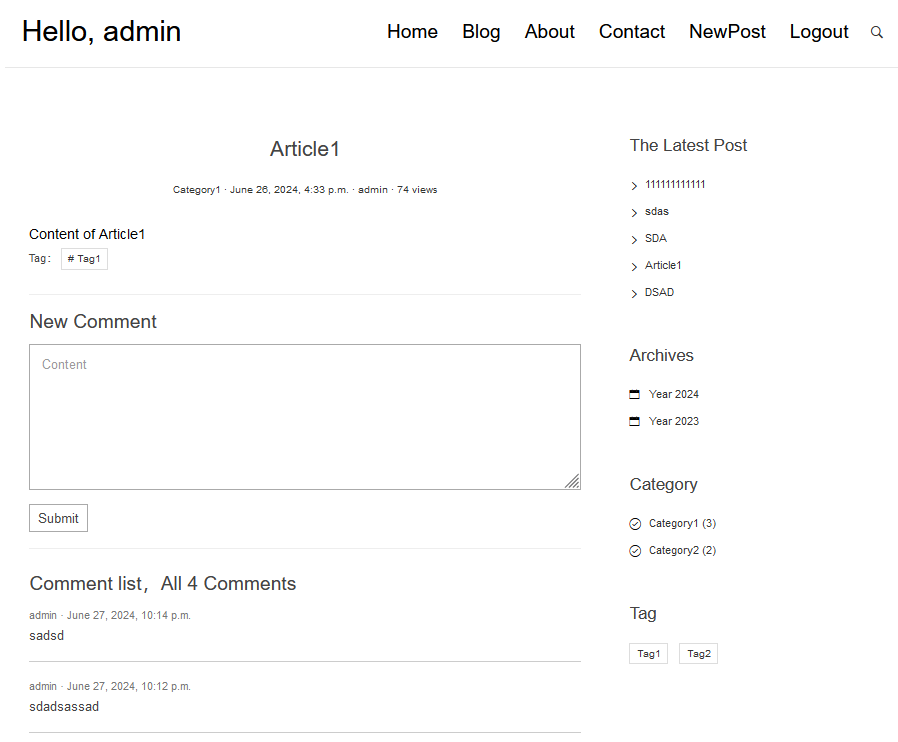 Hello, admin
Home Blog About Contact NewPost Logout
Article1
Category1 · June 26, 2024, 4:33 p.m. · admin · 74 views
Content of Article1
Tag: # Tag1
New Comment
Content
Submit
Comment list，All 4 Comments
admin · June 27, 2024, 10:14 p.m.
sadsd
admin · June 27, 2024, 10:12 p.m.
sdadsassad
The Latest Post
111111111111
sdas
SDA
Article1
DSAD
Archives
Year 2024
Year 2023
Category
Category1 (3)
Category2 (2)
Tag
Tag1 Tag2